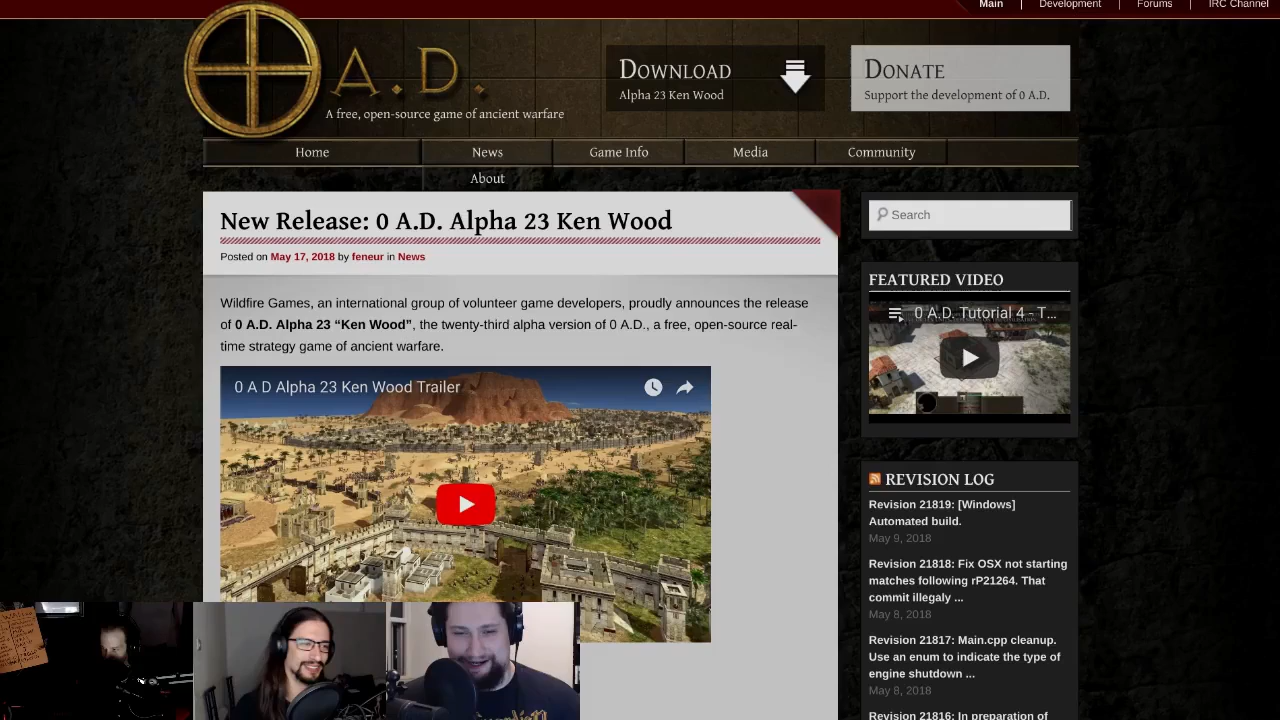 Main
Development
Forums
IRC Channel
A.D.
A free, open-source game of ancient warfare
Download
Alpha 23 Ken Wood
Donate
Support the development of 0 A.D.
Home
News
Game Info
Media
Community
About
New Release: 0 A.D. Alpha 23 Ken Wood
Posted on May 17, 2018 by feneur in News
Wildfire Games, an international group of volunteer game developers, proudly announces the release
of 0 A.D. Alpha 23 “Ken Wood”, the twenty-third alpha version of 0 A.D., a free, open-source real-
time strategy game of ancient warfare.
0 A D Alpha 23 Ken Wood Trailer
Search
FEATURED VIDEO
0 A.D. Tutorial 4 - T…
REVISION LOG
Revision 21819: [Windows]
Automated build.
May 9, 2018
Revision 21818: Fix OSX not starting
matches following rP21264. That
commit illegaly ...
May 8, 2018
Revision 21817: Main.cpp cleanup.
Use an enum to indicate the type of
engine shutdown ...
May 8, 2018
Revision 21816: In preparation of